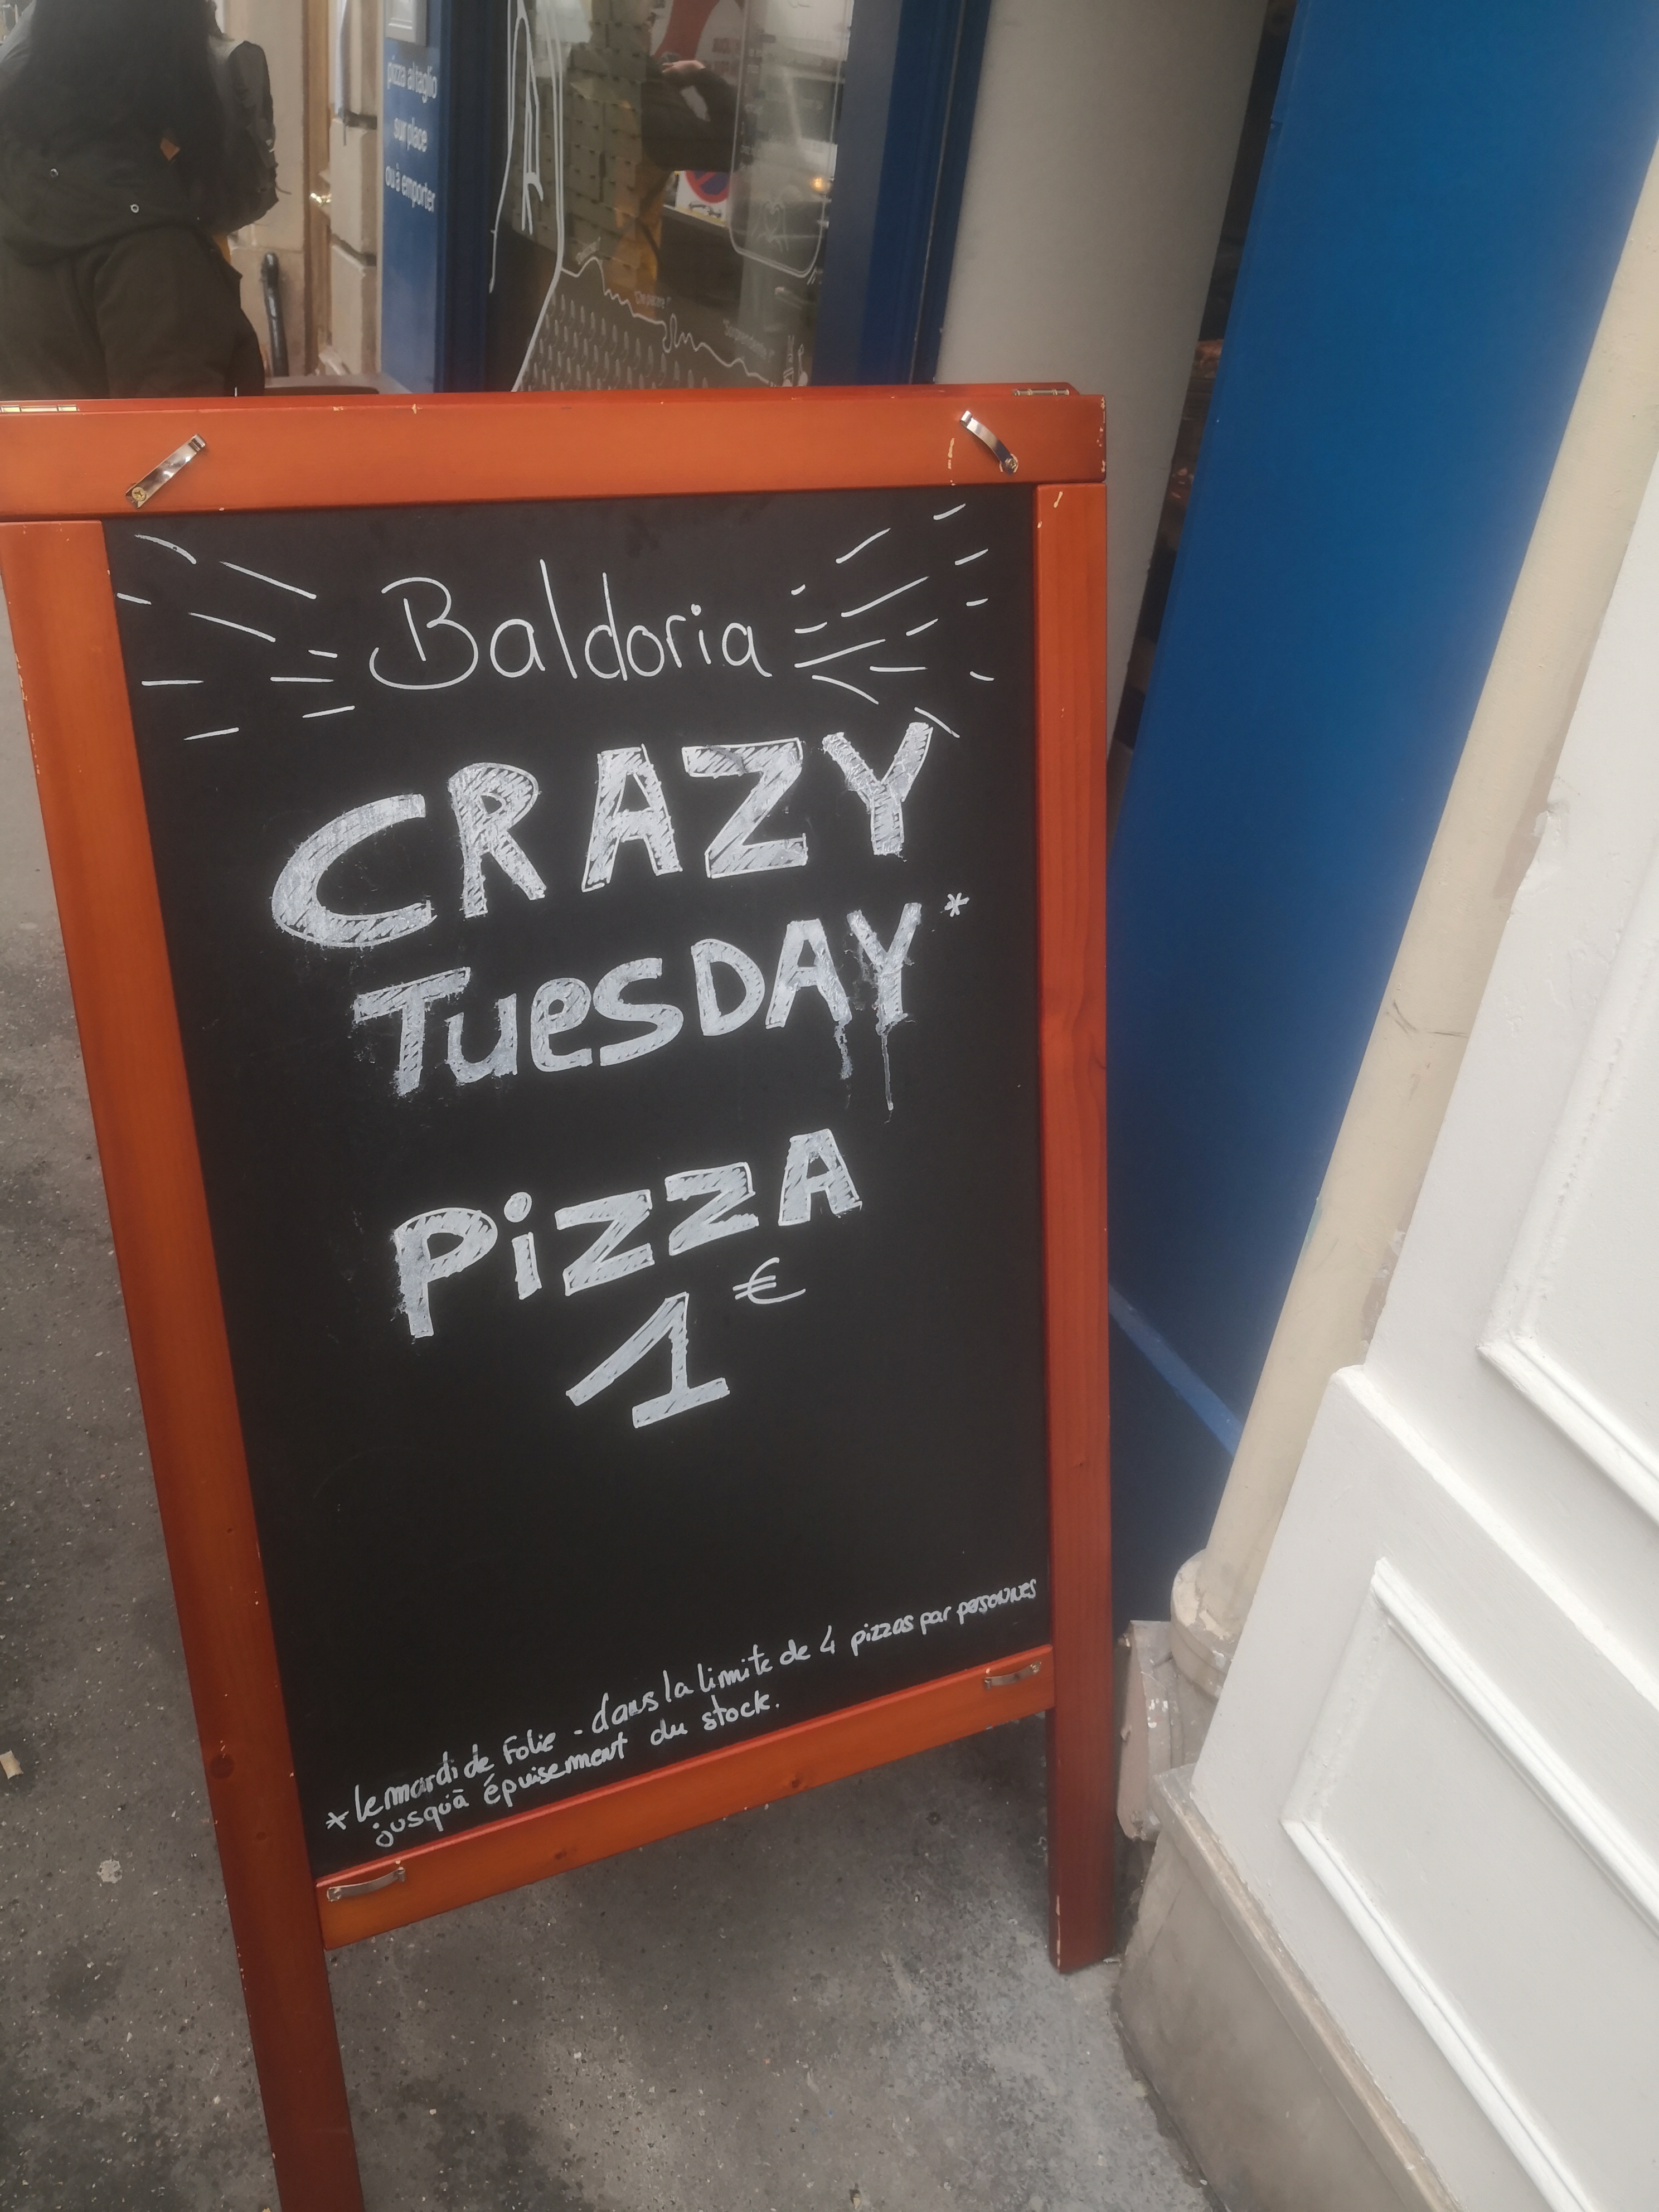 pizza al taglio
sur place
ou à emporter
"Sorprendente!"
Baldoria
CRAZY
TuesDAY*
PizzA
1€
* le mardi de Folie - dans la limite de 4 pizzas par personnes
jusqu'à épuisement du stock.